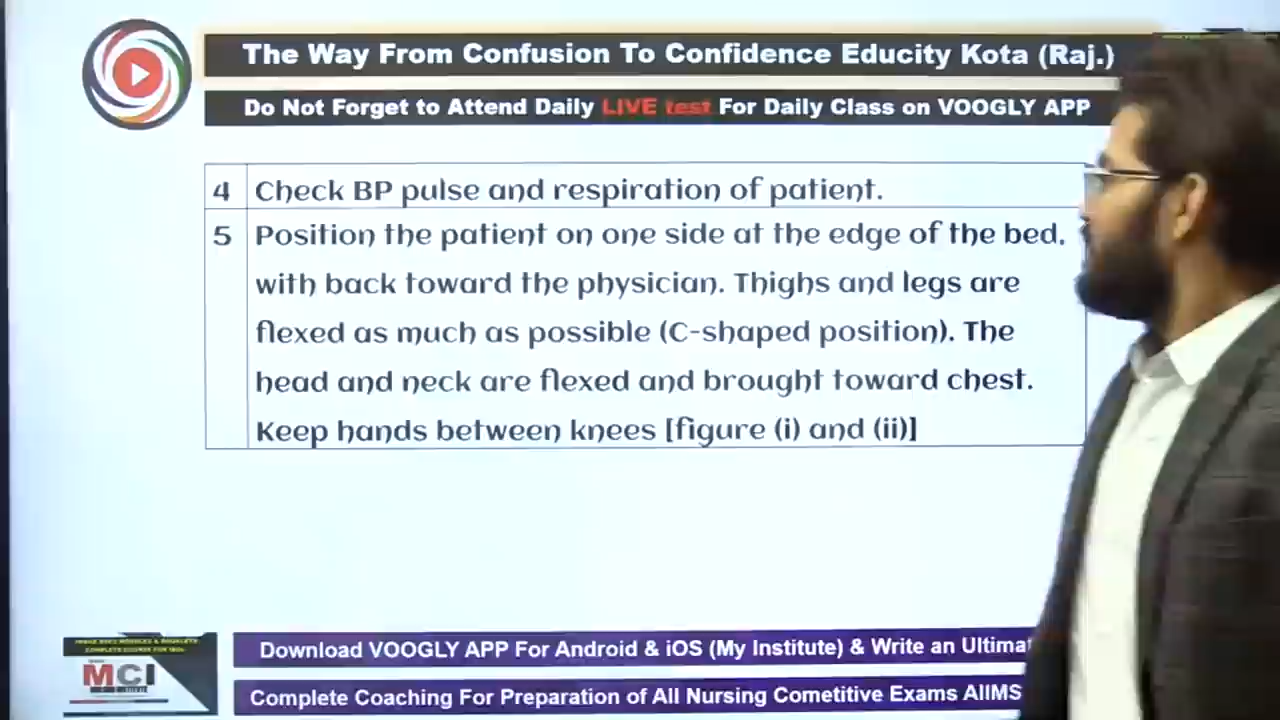 The Way From Confusion To Confidence Educity Kota (Raj.)
Do Not Forget to Attend Daily LIVE test For Daily Class on VOOGLY APP
4 Check BP pulse and respiration of patient.
5 Position the patient on one side at the edge of the bed,
with back toward the physician. Thighs and legs are
flexed as much as possible (C-shaped position). The
head and neck are flexed and brought toward chest.
Keep hands between knees [figure (i) and (ii)]
Download VOOGLY APP For Android & iOS (My Institute) & Write an Ultima
MCI
Complete Coaching For Preparation of All Nursing Cometitive Exams AIIMS